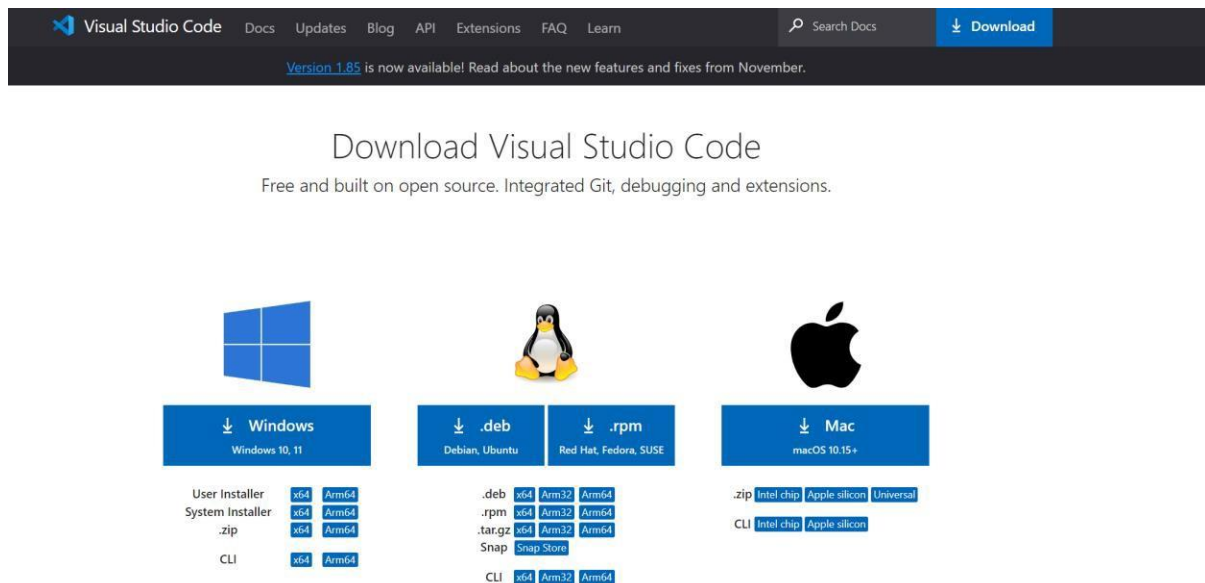 Visual Studio Code Docs Updates Blog API Extensions FAQ Learn Search Docs Download
Version 1.85 is now available! Read about the new features and fixes from November.
Download Visual Studio Code
Free and built on open source. Integrated Git, debugging and extensions.
Windows
Windows 10, 11
User Installer x64 Arm64
System Installer x64 Arm64
.zip x64 Arm64
CLI x64 Arm64
.deb
Debian, Ubuntu
.rpm
Red Hat, Fedora, SUSE
.deb x64 Arm32 Arm64
.rpm x64 Arm32 Arm64
.tar.gz x64 Arm32 Arm64
Snap Snap Store
CLI x64 Arm32 Arm64
Mac
macOS 10.15+
.zip Intel chip Apple silicon Universal
CLI Intel chip Apple silicon